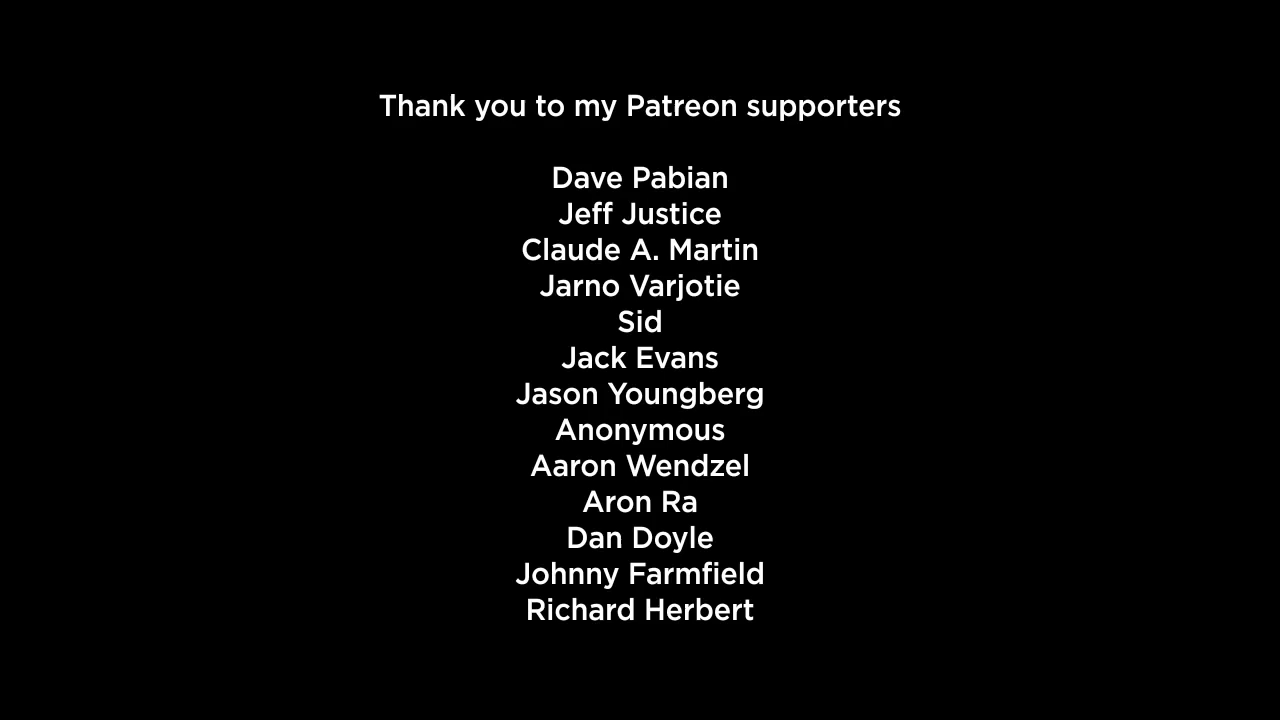 Thank you to my Patreon supporters
Dave Pabian
Jeff Justice
Claude A. Martin
Jarno Varjotie
Sid
Jack Evans
Jason Youngberg
Anonymous
Aaron Wendzel
Aron Ra
Dan Doyle
Johnny Farmfield
Richard Herbert